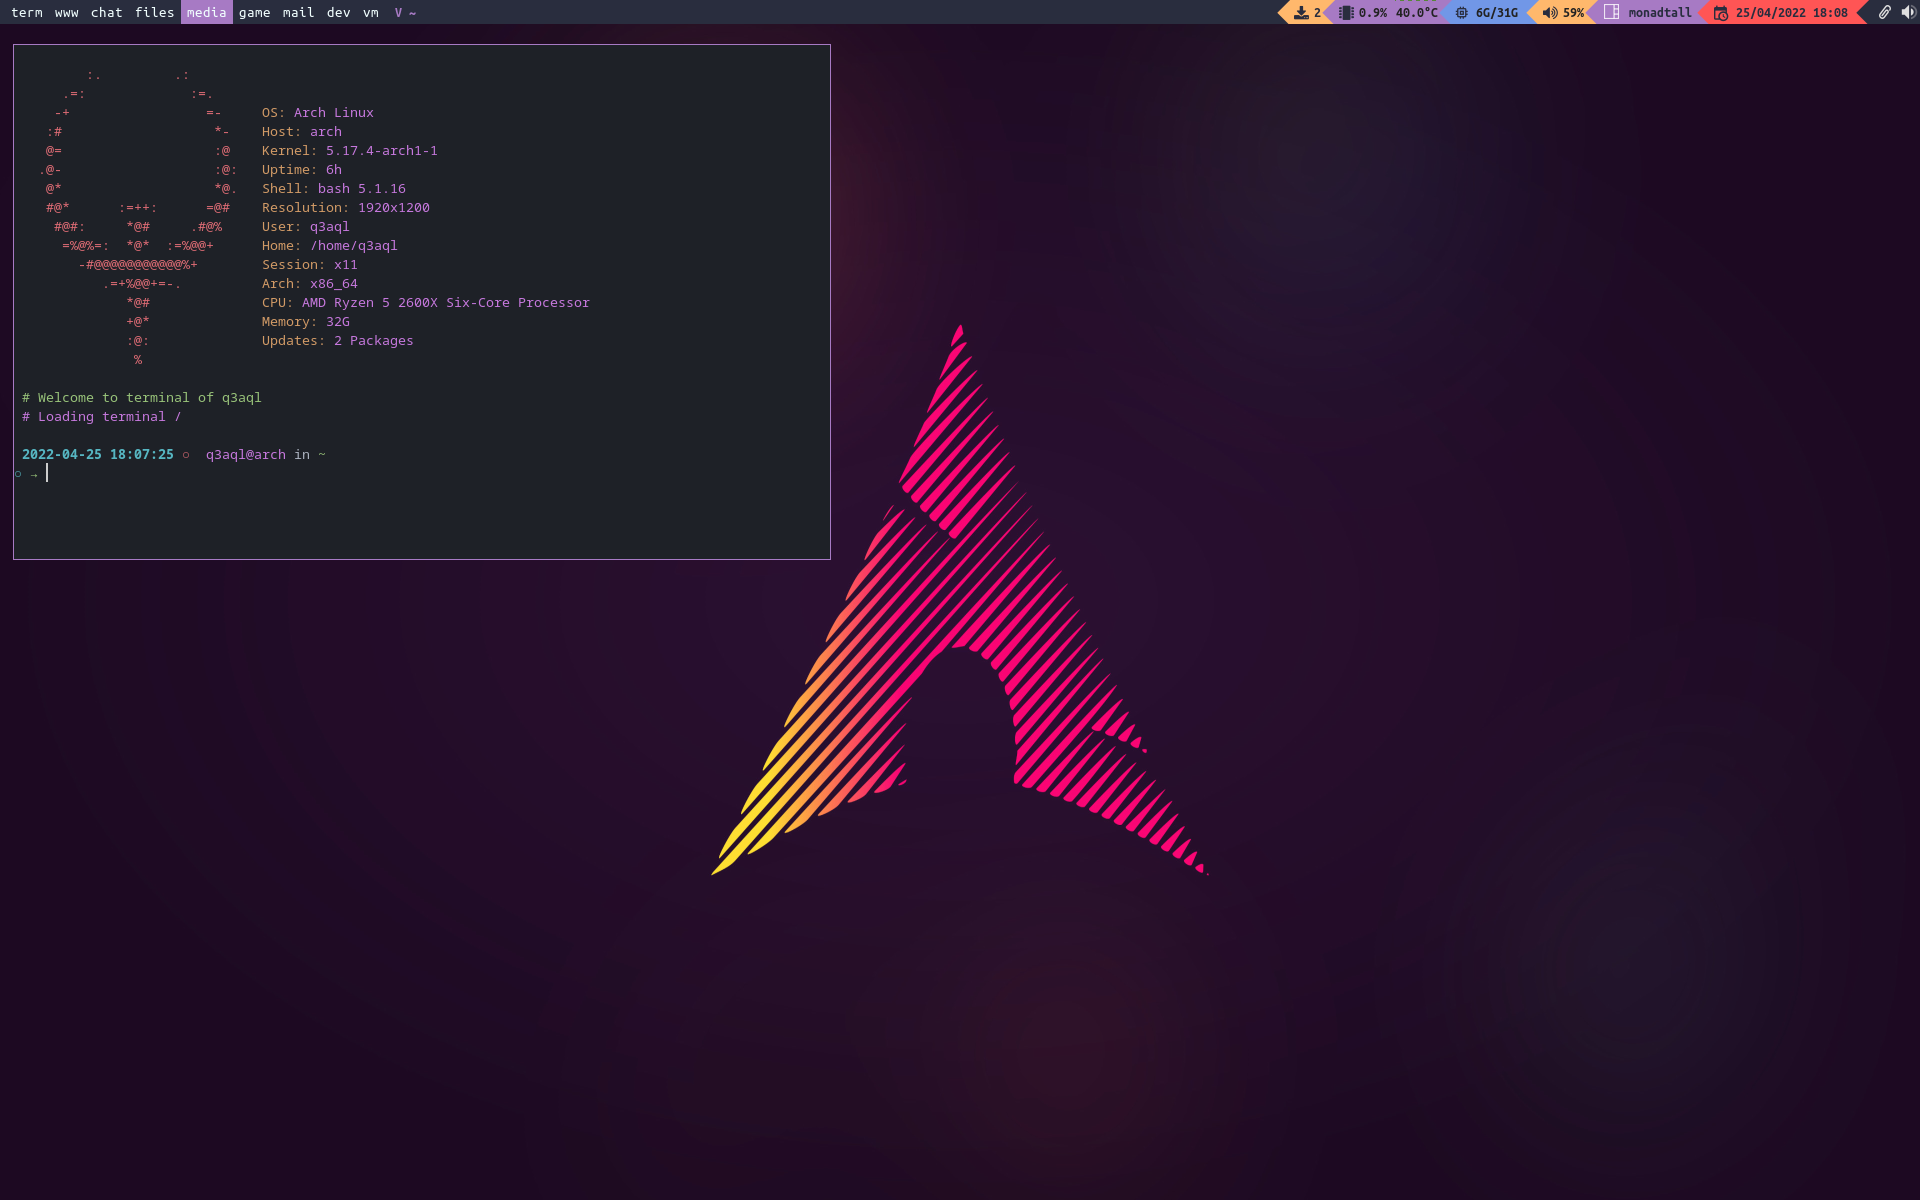 term www chat files media game mail dev vm V ~ 2 0.9% 40.0°C 6G/31G 59% monadtall 25/04/2022 18:08
:. .:
.=: :=.
-+ =- OS: Arch Linux
:# *- Host: arch
@= :@ Kernel: 5.17.4-arch1-1
.@- :@: Uptime: 6h
@* *@. Shell: bash 5.1.16
#@* :=++: =@# Resolution: 1920x1200
#@#: *@# .#@% User: q3aql
=%@%=: *@* :=%@@+ Home: /home/q3aql
-#@@@@@@@@@@@%+ Session: x11
.=+%@@+=-. Arch: x86_64
*@# CPU: AMD Ryzen 5 2600X Six-Core Processor
+@* Memory: 32G
:@: Updates: 2 Packages
%
# Welcome to terminal of q3aql
# Loading terminal /
2022-04-25 18:07:25 ○ q3aql@arch in ~
○ →